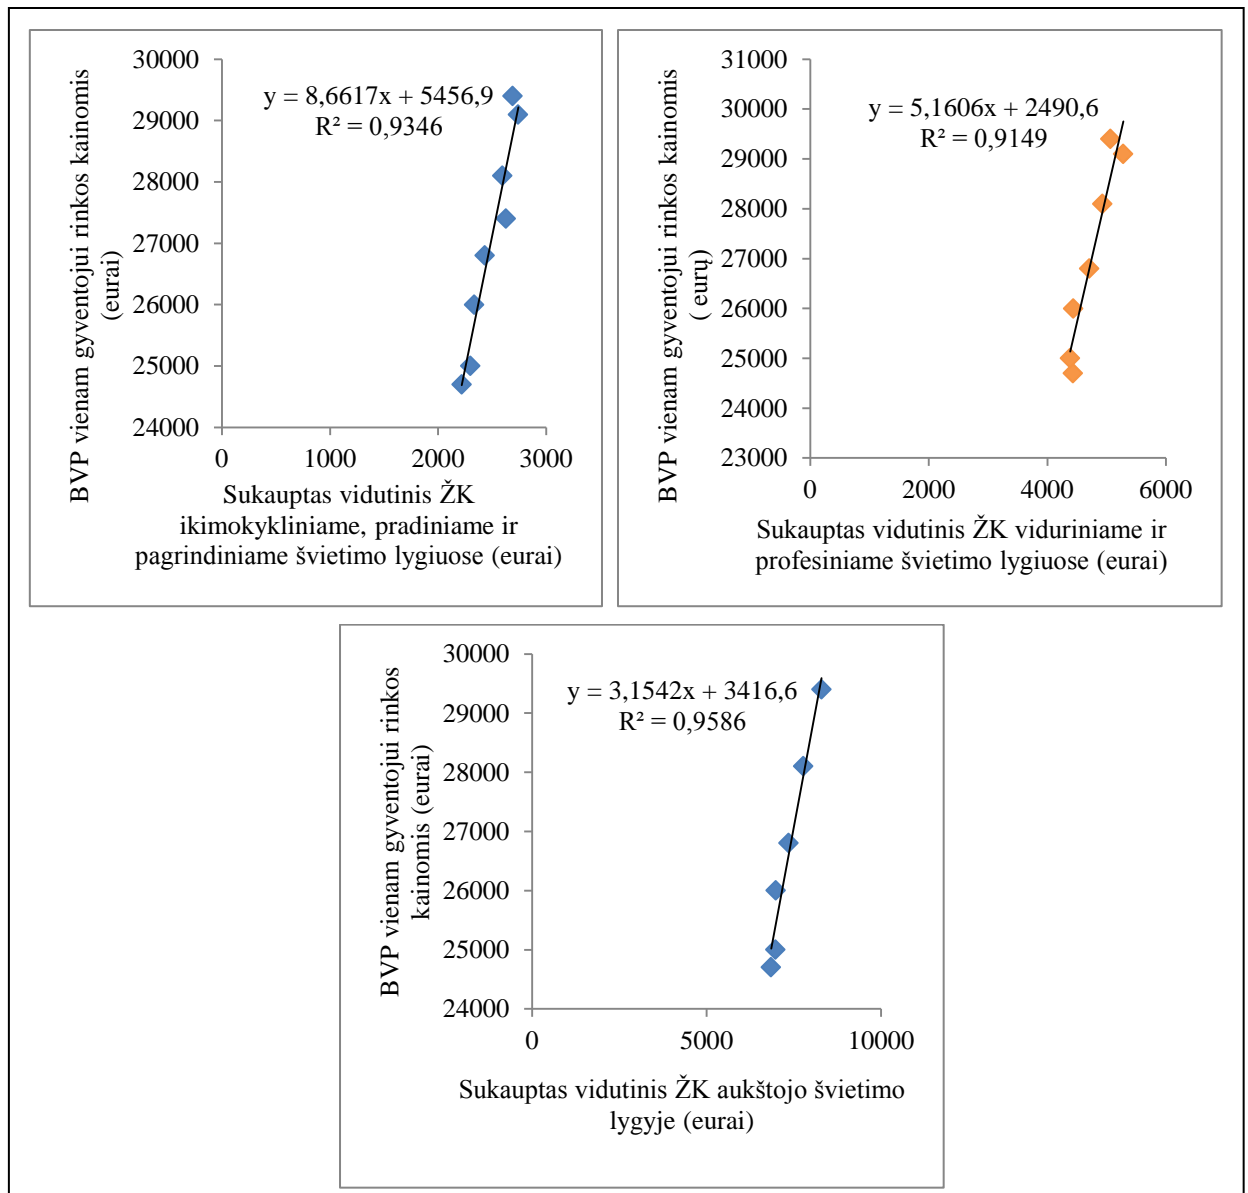 BVP vienam gyventojui rinkos kainomis
(eurai)
30000
29000
28000
27000
26000
25000
24000
y = 8,6617x + 5456,9
R² = 0,9346
0 1000 2000 3000
Sukauptas vidutinis ŽK
ikimokykliniame, pradiniame ir
pagrindiniame švietimo lygiuose (eurai)
BVP vienam gyventojui rinkos kainomis
( eurų)
31000
30000
29000
28000
27000
26000
25000
24000
23000
y = 5,1606x + 2490,6
R² = 0,9149
0 2000 4000 6000
Sukauptas vidutinis ŽK viduriniame ir
profesiniame švietimo lygiuose (eurai)
BVP vienam gyventojui rinkos
kainomis (eurai)
30000
29000
28000
27000
26000
25000
24000
y = 3,1542x + 3416,6
R² = 0,9586
0 5000 10000
Sukauptas vidutinis ŽK aukštojo švietimo
lygyje (eurai)